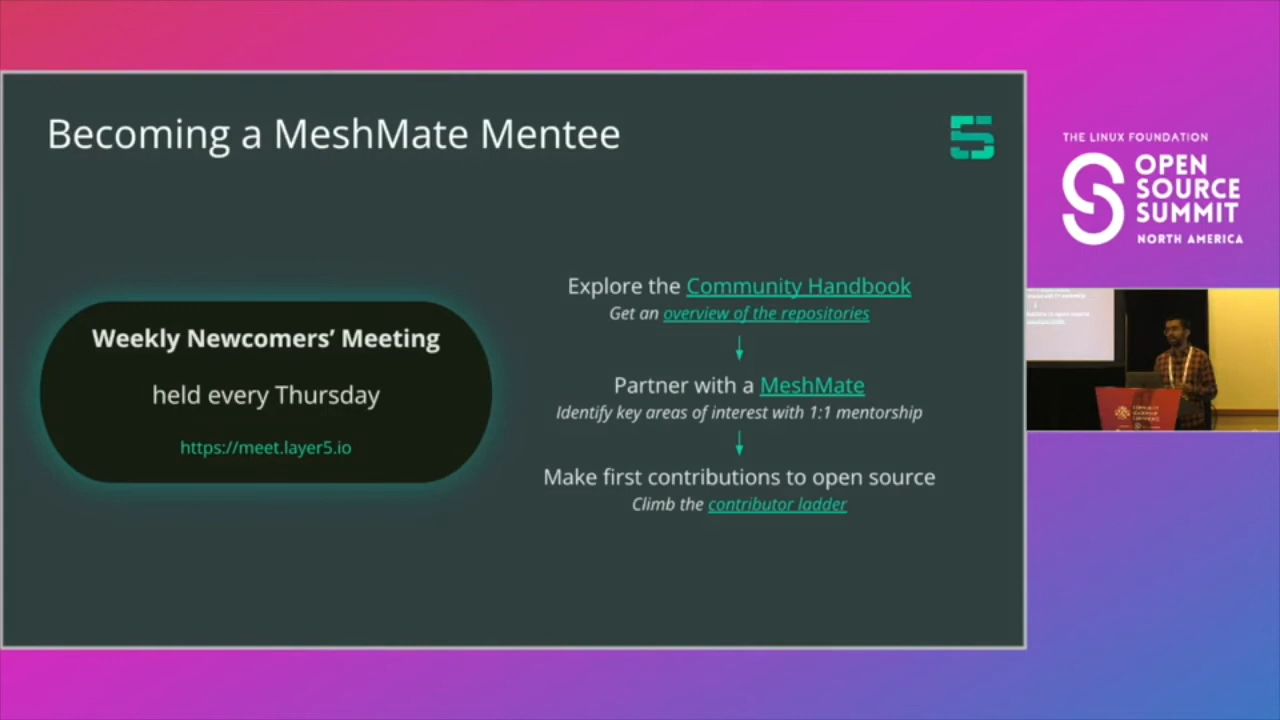 Becoming a MeshMate Mentee
Weekly Newcomers’ Meeting
held every Thursday
https://meet.layer5.io
Explore the Community Handbook
Get an overview of the repositories
Partner with a MeshMate
Identify key areas of interest with 1:1 mentorship
Make first contributions to open source
Climb the contributor ladder
THE LINUX FOUNDATION
OPEN
SOURCE
SUMMIT
NORTH AMERICA